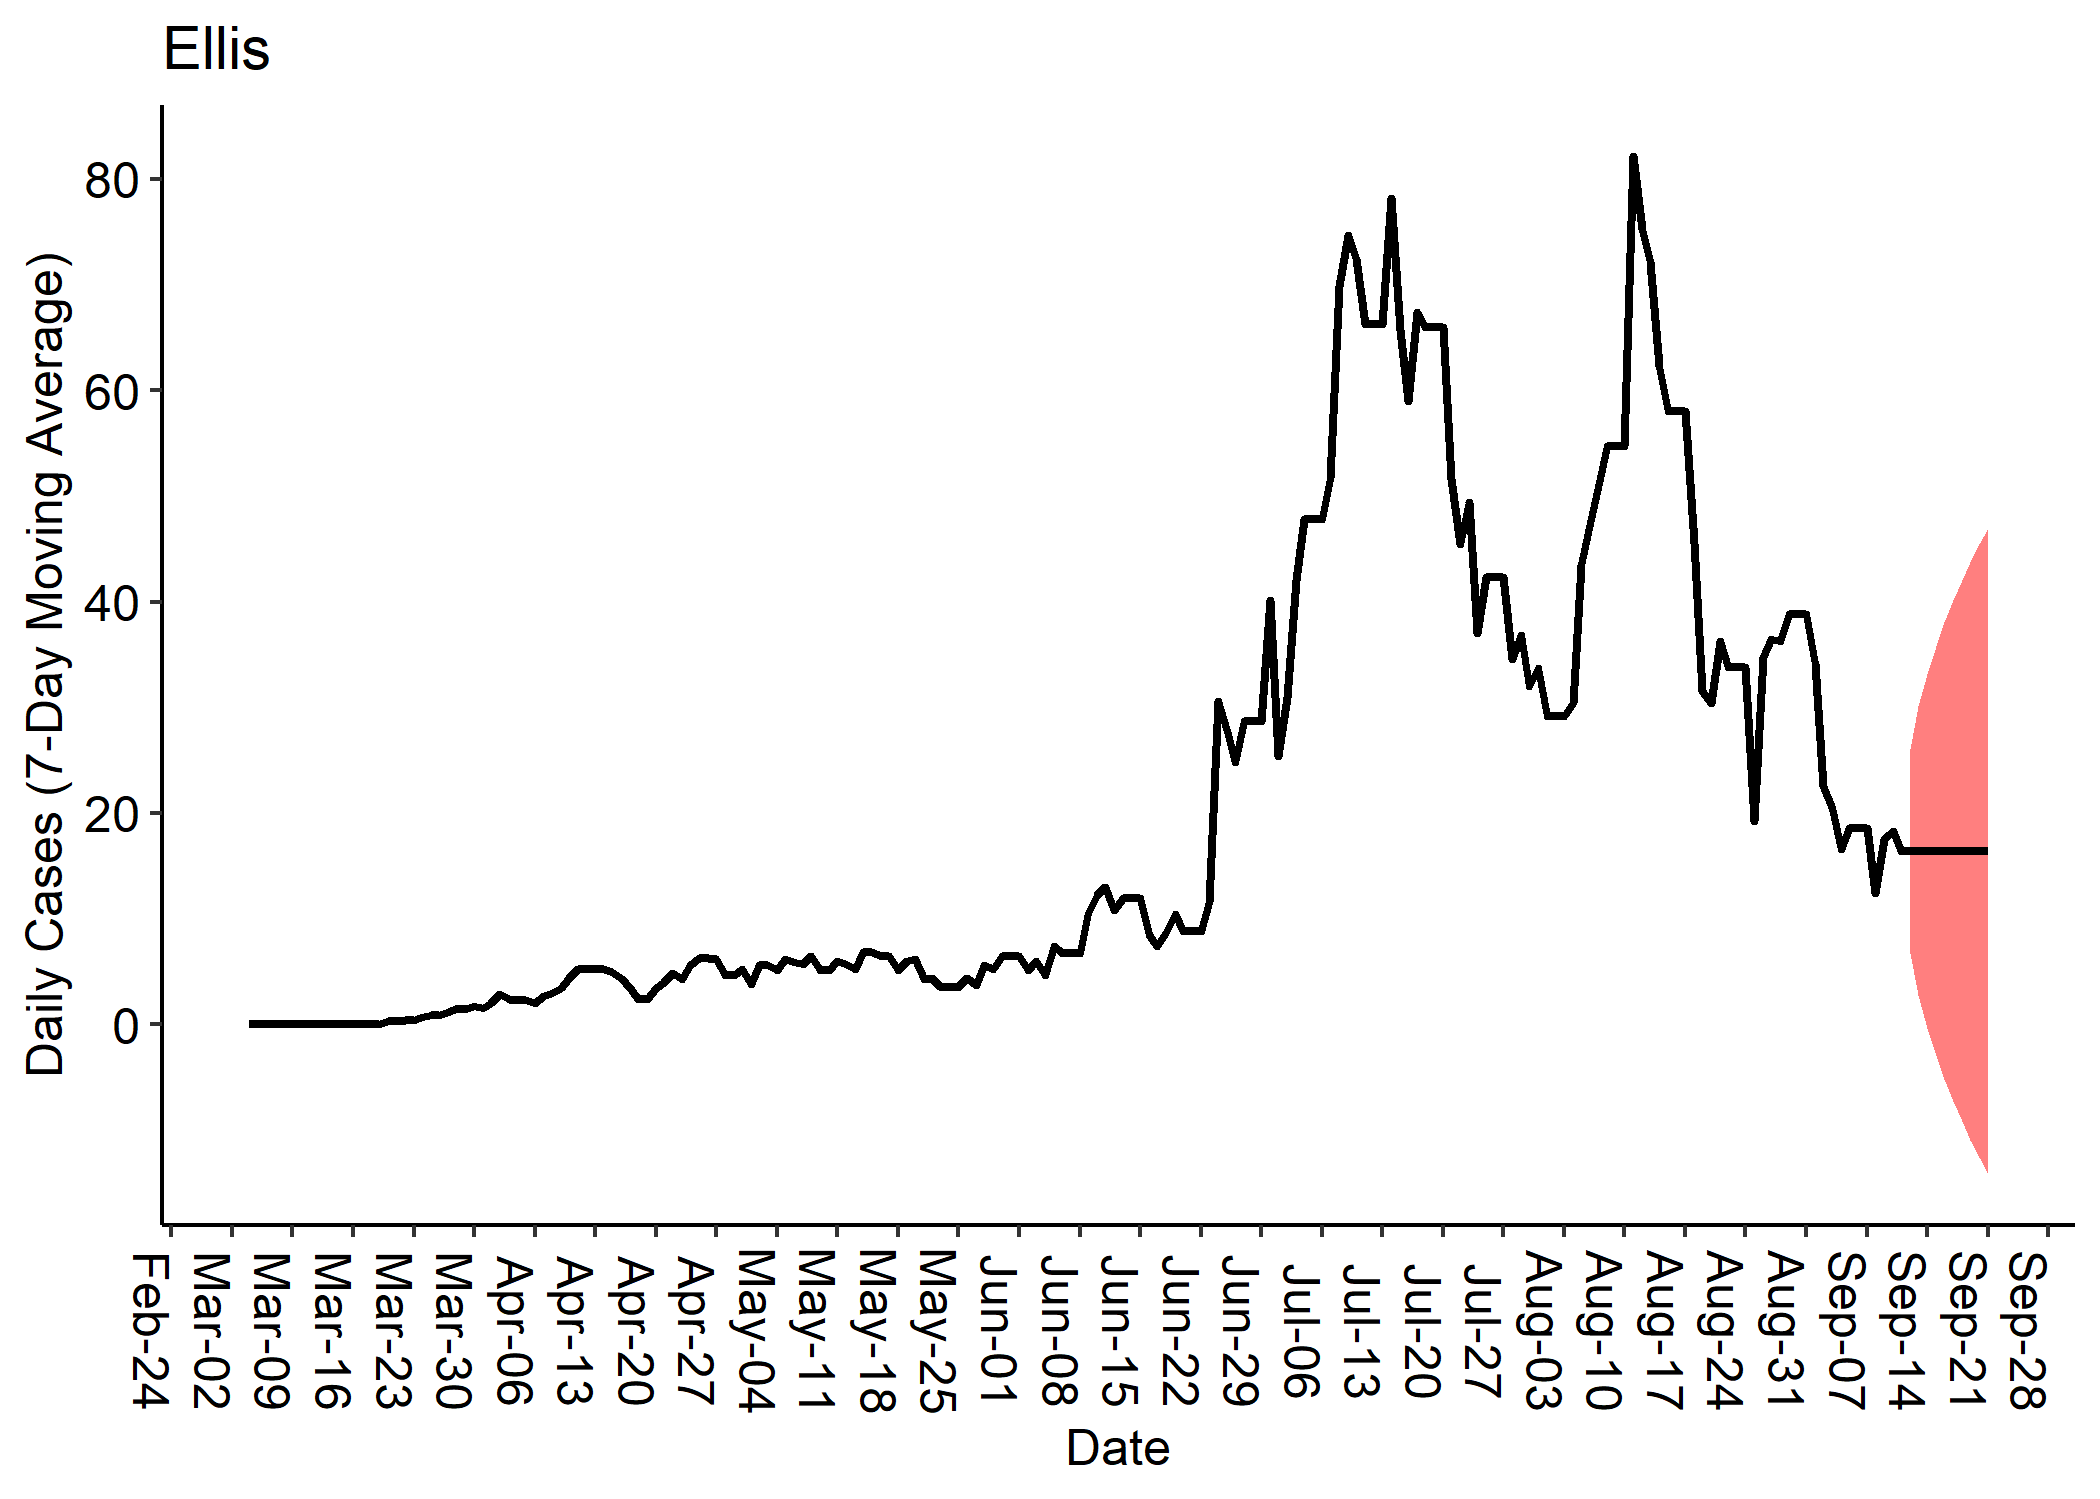 Ellis
Daily Cases (7-Day Moving Average)
80
60
40
20
0
Feb-24
Mar-02
Mar-09
Mar-16
Mar-23
Mar-30
Apr-06
Apr-13
Apr-20
Apr-27
May-04
May-11
May-18
May-25
Jun-01
Jun-08
Jun-15
Jun-22
Jun-29
Jul-06
Jul-13
Jul-20
Jul-27
Aug-03
Aug-10
Aug-17
Aug-24
Aug-31
Sep-07
Sep-14
Sep-21
Sep-28
Date